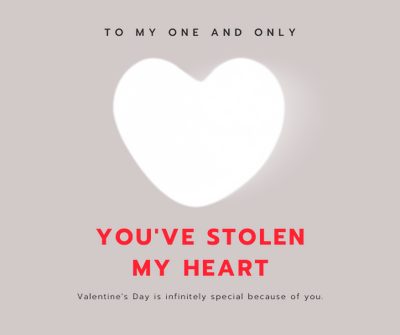 TO MY ONE AND ONLY
YOU'VE STOLEN
MY HEART
Valentine's Day is infinitely special because of you.